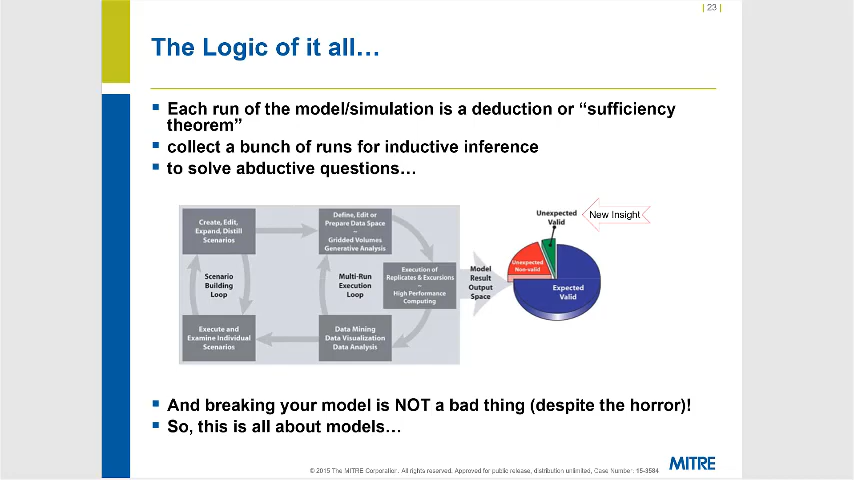 | 23 |
The Logic of it all…
▪ Each run of the model/simulation is a deduction or “sufficiency
theorem”
▪ collect a bunch of runs for inductive inference
▪ to solve abductive questions…
Create, Edit,
Expand, Distill
Scenarios
Define, Edit or
Prepare Data Space
–
Gridded Volumes
Generative Analysis
Scenario
Building
Loop
Multi-Run
Execution
Loop
Execution of
Replicates & Excursions
–
High Performance
Computing
Execute and
Examine Individual
Scenarios
Data Mining
Data Visualization
Data Analysis
Model
Result
Output
Space
Unexpected
Valid
New Insight
Unexpected
Non-valid
Expected
Valid
▪ And breaking your model is NOT a bad thing (despite the horror)!
▪ So, this is all about models…
© 2015 The MITRE Corporation. All rights reserved. Approved for public release, distribution unlimited, Case Number: 15-3584
MITRE